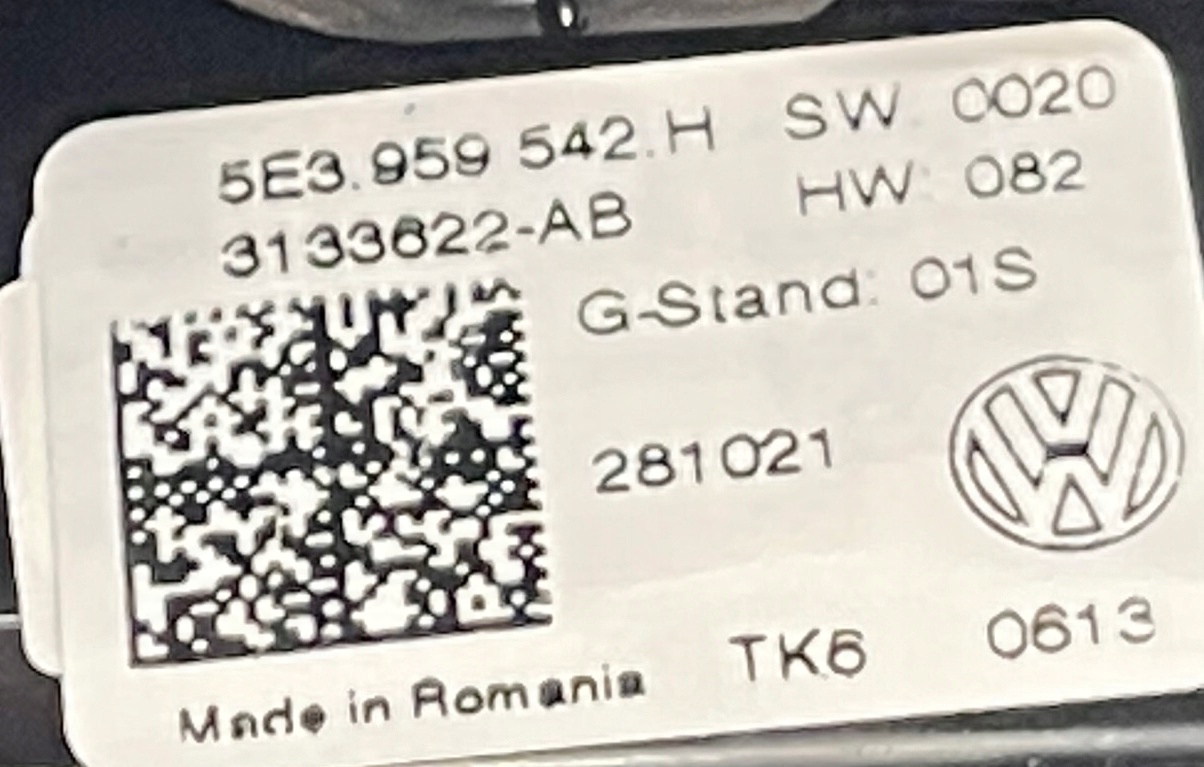 5E3.959 542.H SW 0020
3133622-AB HW: 082
G-Stand: 01S
281021
TK6 0613
Made in Romania